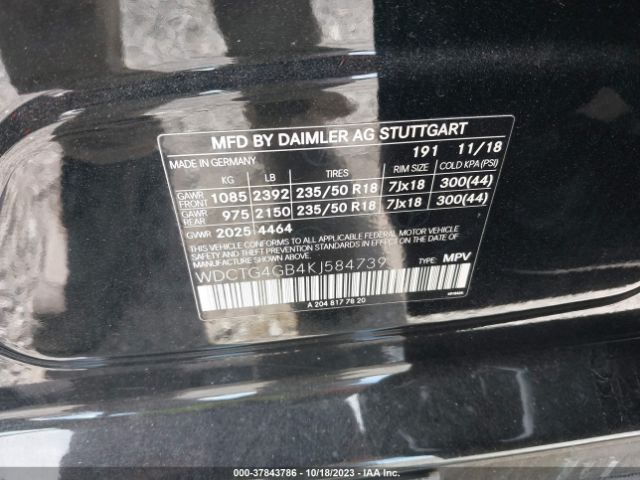 MFD BY DAIMLER AG STUTTGART
MADE IN GERMANY 191 11/18
KG LB TIRES RIM SIZE COLD KPA(PSI)
GAWR FRONT 1085 2392 235/50 R18 7Jx18 300(44)
GAWR REAR 975 2150 235/50 R18 7Jx18 300(44)
GVWR 2025 4464
THIS VEHICLE CONFORMS TO ALL APPLICABLE FEDERAL MOTOR VEHICLE
SAFETY AND THEFT PREVENTION STANDARDS IN EFFECT ON THE DATE
OF MANUFACTURE SHOWN ABOVE.
WDCTG4GB4KJ584739 TYPE: MPV
A 204 817 78 20
000-37843786 | 10/18/2023 | IAA Inc.